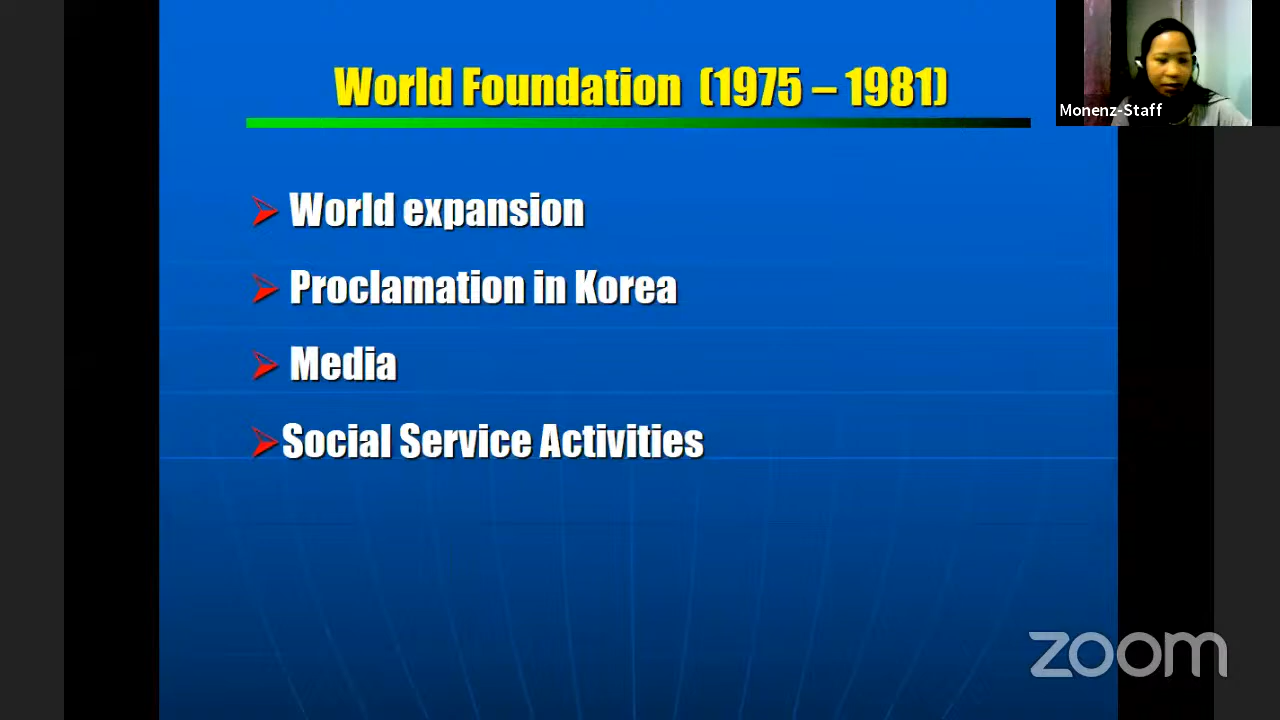 World Foundation (1975 – 1981)
Monenz-Staff
World expansion
Proclamation in Korea
Media
Social Service Activities
zoom